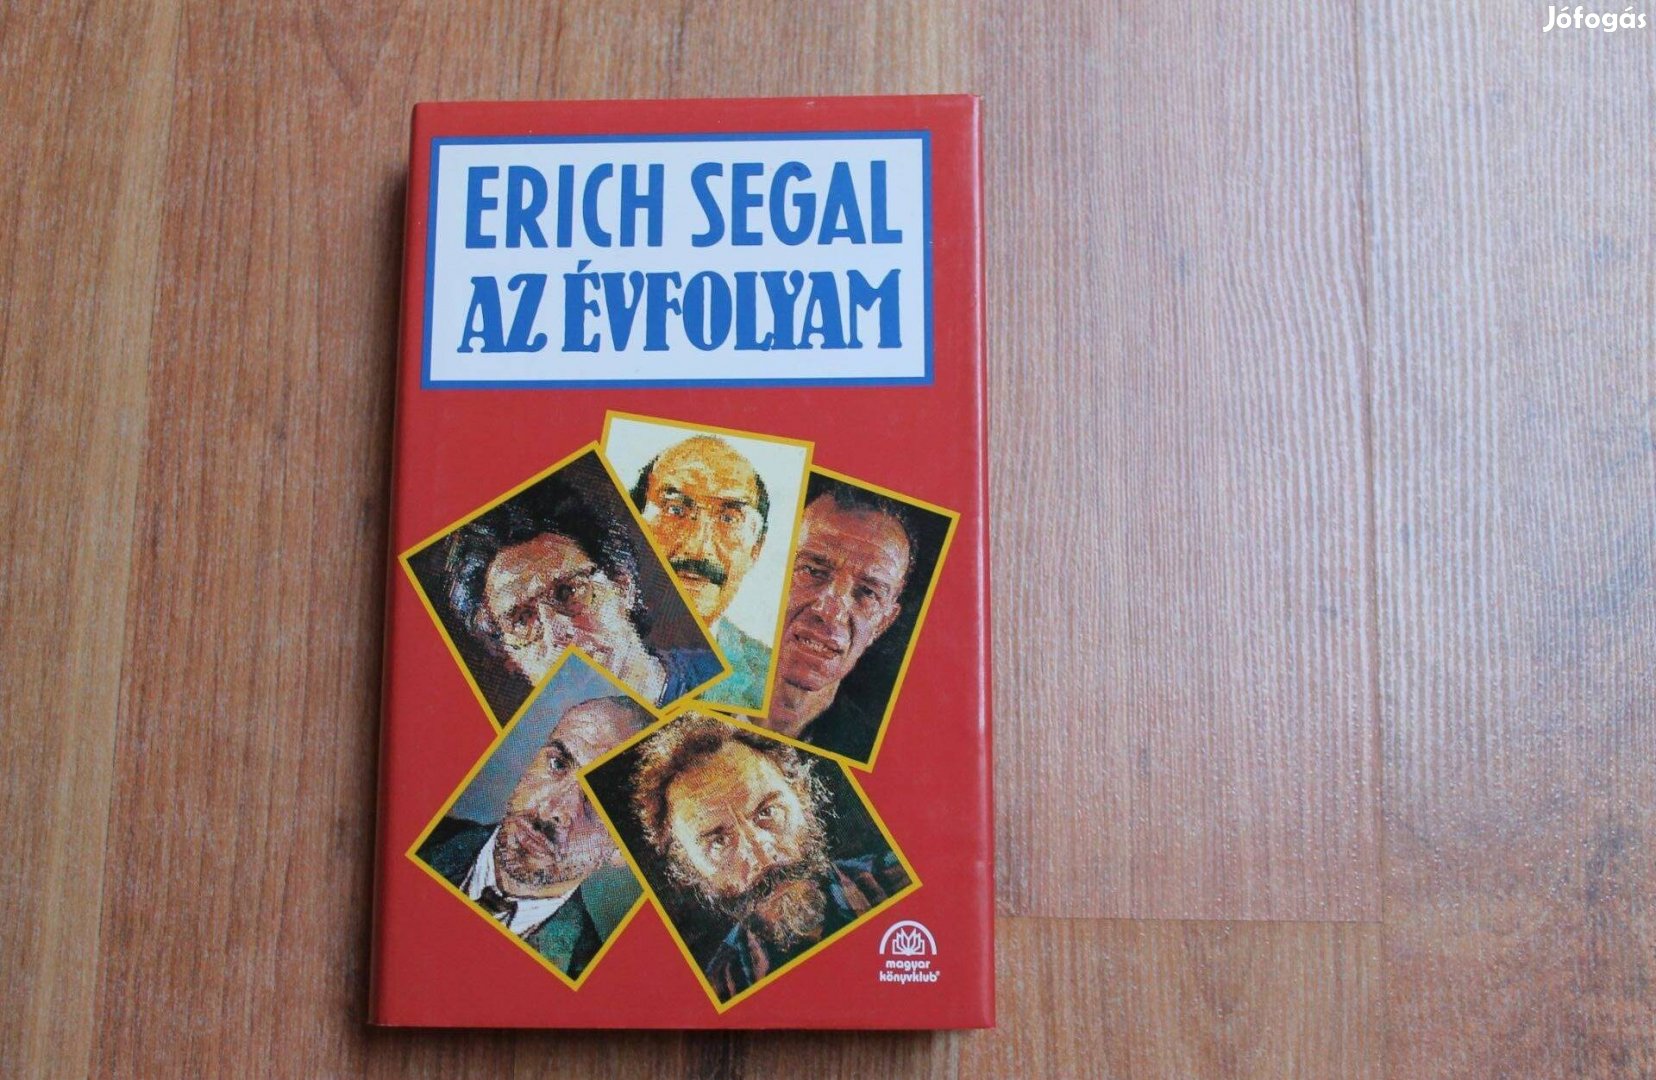 Jófogás
ERICH SEGAL
AZ ÉVFOLYAM
magyar
könyvklub®